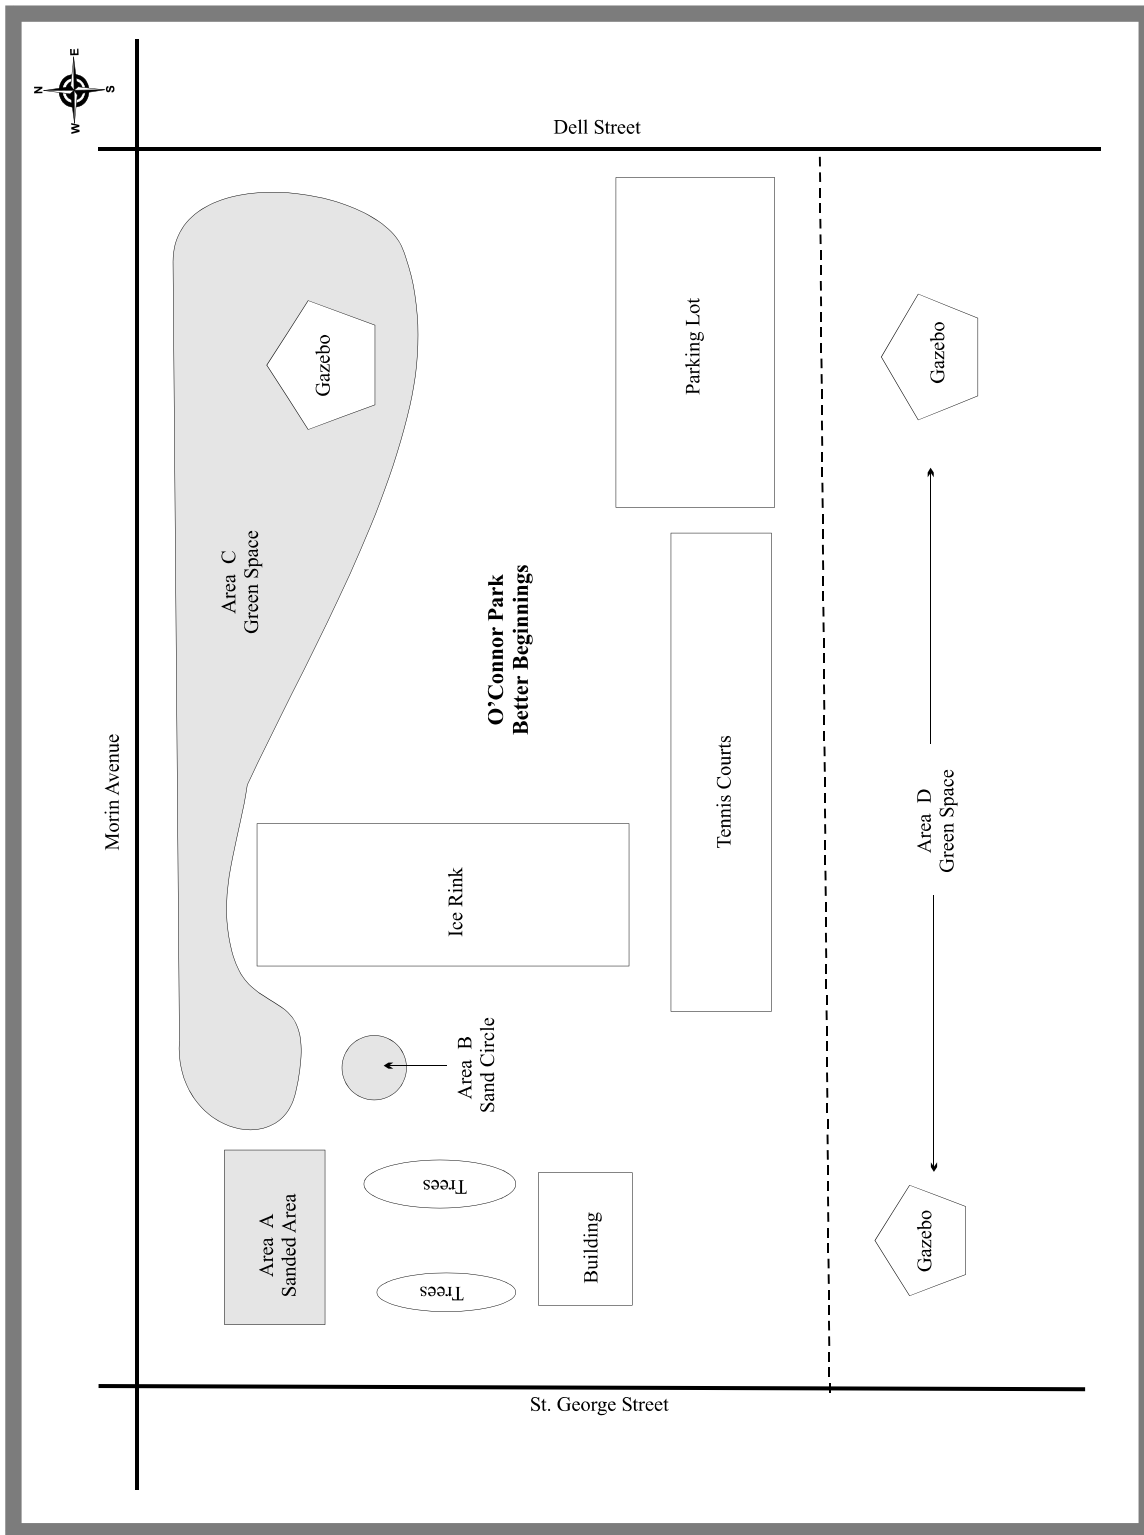 N
E
S
W
Dell Street
Morin Avenue
Gazebo
Area C
Green Space
Parking Lot
Gazebo
O’Connor Park
Better Beginnings
Tennis Courts
Area D
Green Space
Ice Rink
Area B
Sand Circle
Area A
Sanded Area
Trees
Trees
Building
Gazebo
St. George Street